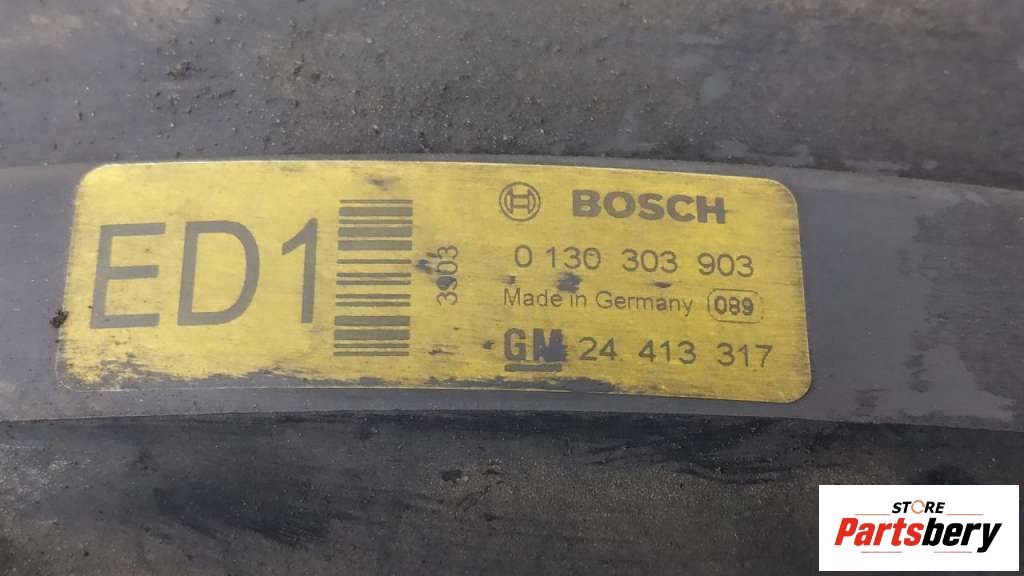 ED1
3903
BOSCH
0 130 303 903
Made in Germany 089
GM 24 413 317
STORE
Partsbery